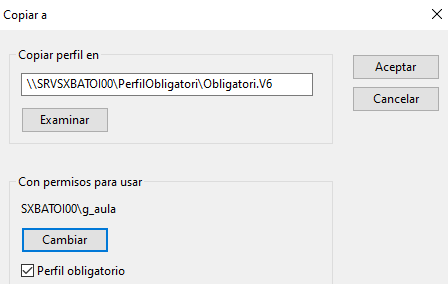 Copiar a
Copiar perfil en
\\SRVSXBATOI00\PerfilObligatori\Obligatori.V6
Aceptar
Cancelar
Examinar
Con permisos para usar
SXBATOI00\g_aula
Cambiar
Perfil obligatorio